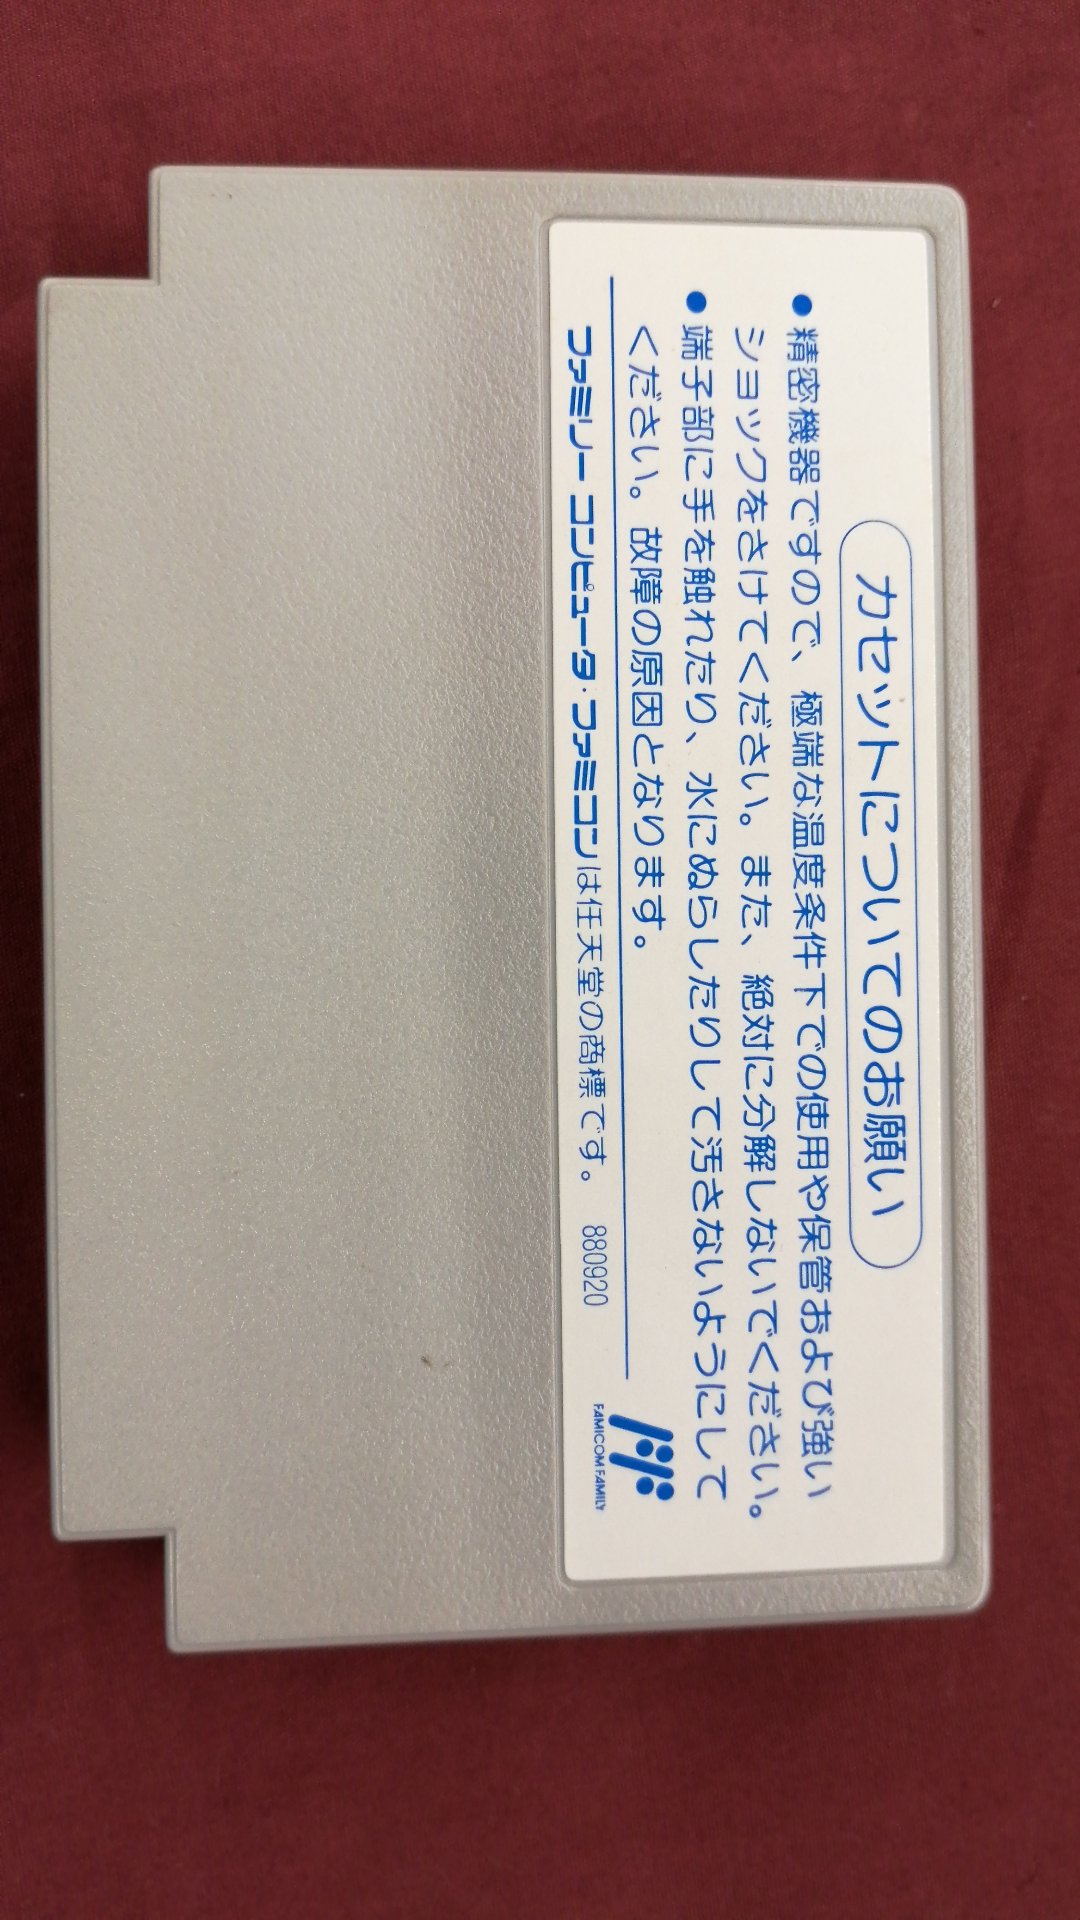 カセットについてのお願い
●精密機器ですので、極端な温度条件下での使用や保管および強い
ショックをさけてください。また、絶対に分解しないでください。
●端子部に手を触れたり、水にぬらしたりして汚さないようにして
ください。故障の原因となります。
ファミリー コンピュータ・ファミコンは任天堂の商標です。 880920
FAMICOM FAMILY